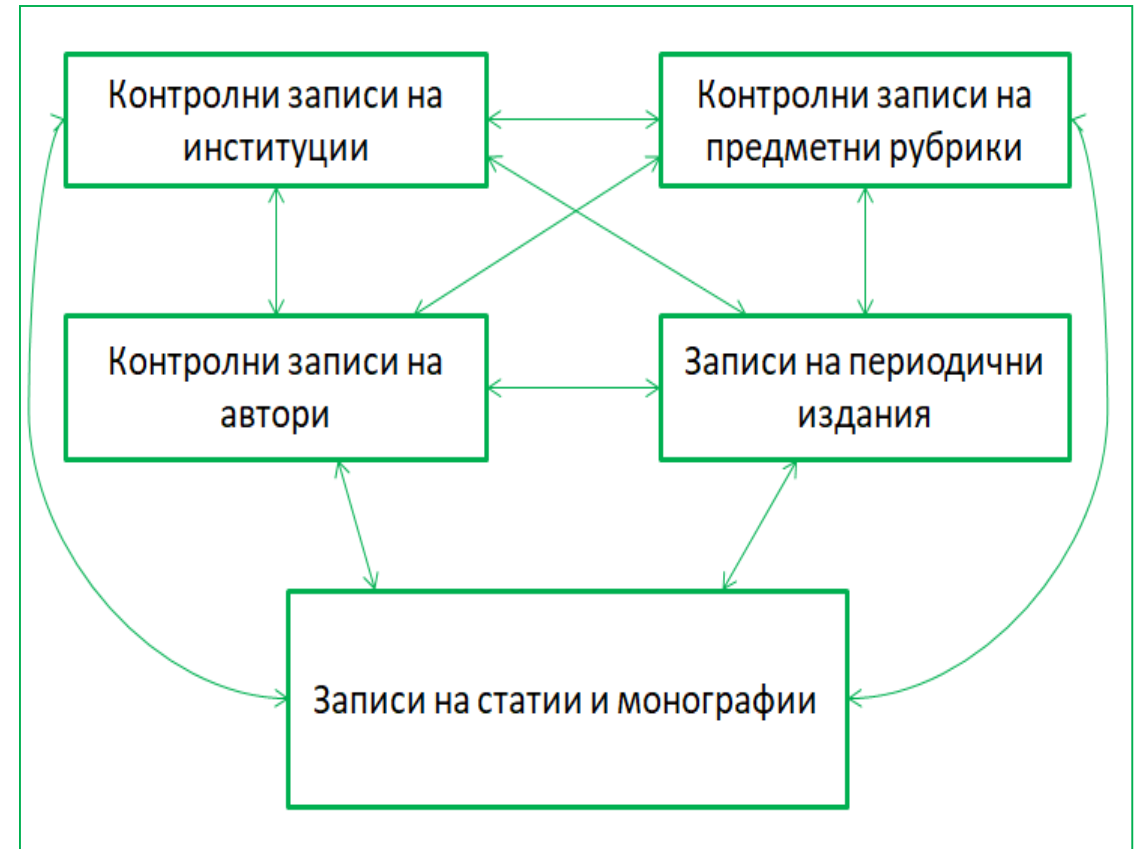 Контролни записи на
институции
Контролни записи на
предметни рубрики
Контролни записи на
автори
Записи на периодични
издания
Записи на статии и монографии